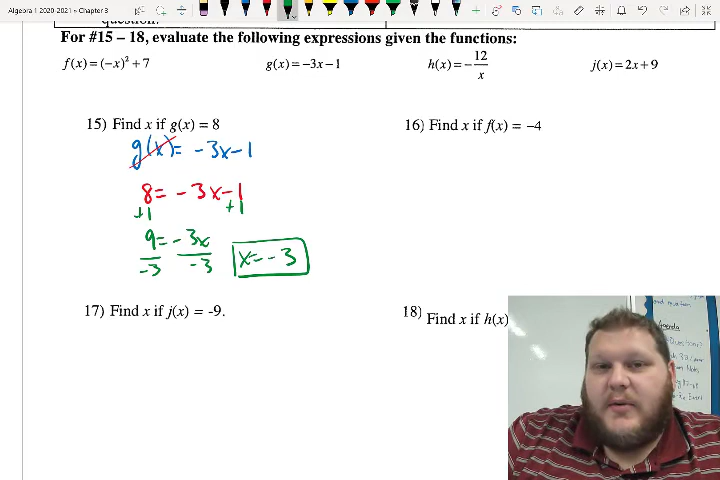 Algebra 1 2020-2021 » Chapter 3
question.
For #15 – 18, evaluate the following expressions given the functions:
f(x) = (−x)² + 7 g(x) = −3x − 1 h(x) = −12/x j(x) = 2x + 9
15) Find x if g(x) = 8
g(x) = -3x-1
8 = -3x-1
+1 +1
9 = -3x
-3 -3
x = -3
16) Find x if f(x) = −4
17) Find x if j(x) = -9.
18) Find x if h(x)
Agenda